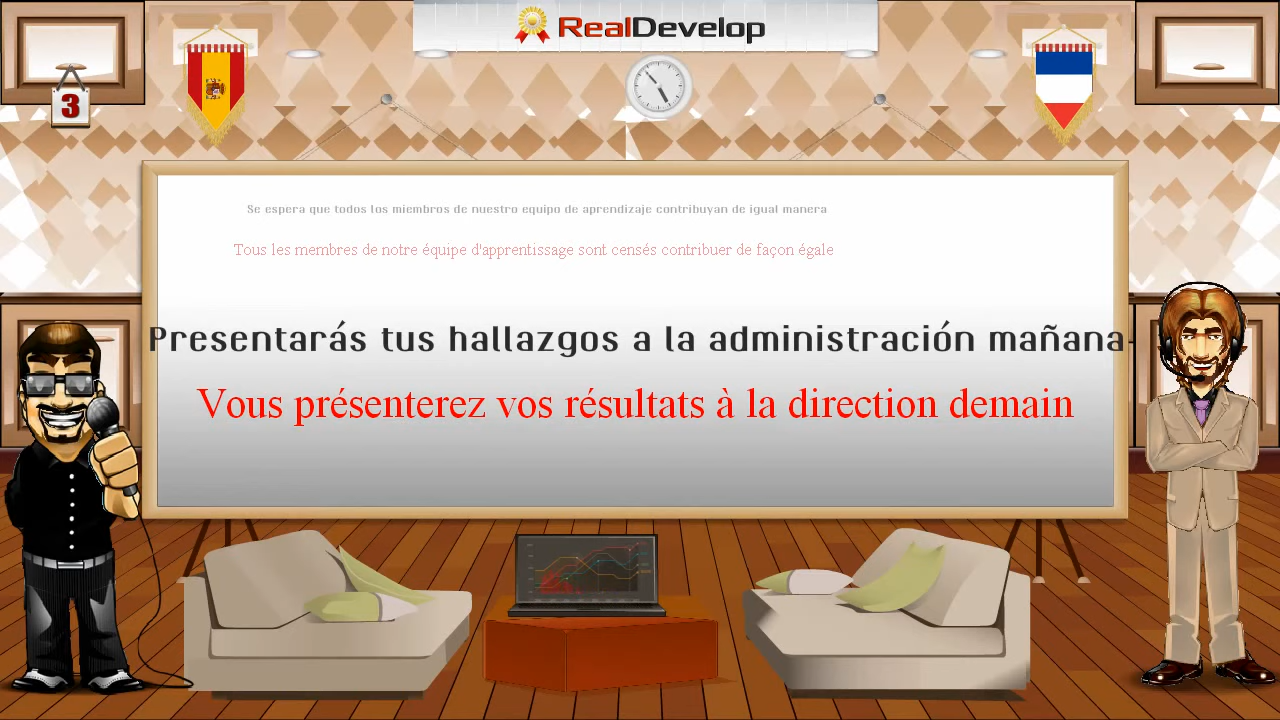 RealDevelop
3
Se espera que todos los miembros de nuestro equipo de aprendizaje contribuyan de igual manera
Tous les membres de notre équipe d'apprentissage sont censés contribuer de façon égale
Presentarás tus hallazgos a la administración mañana-
Vous présenterez vos résultats à la direction demain